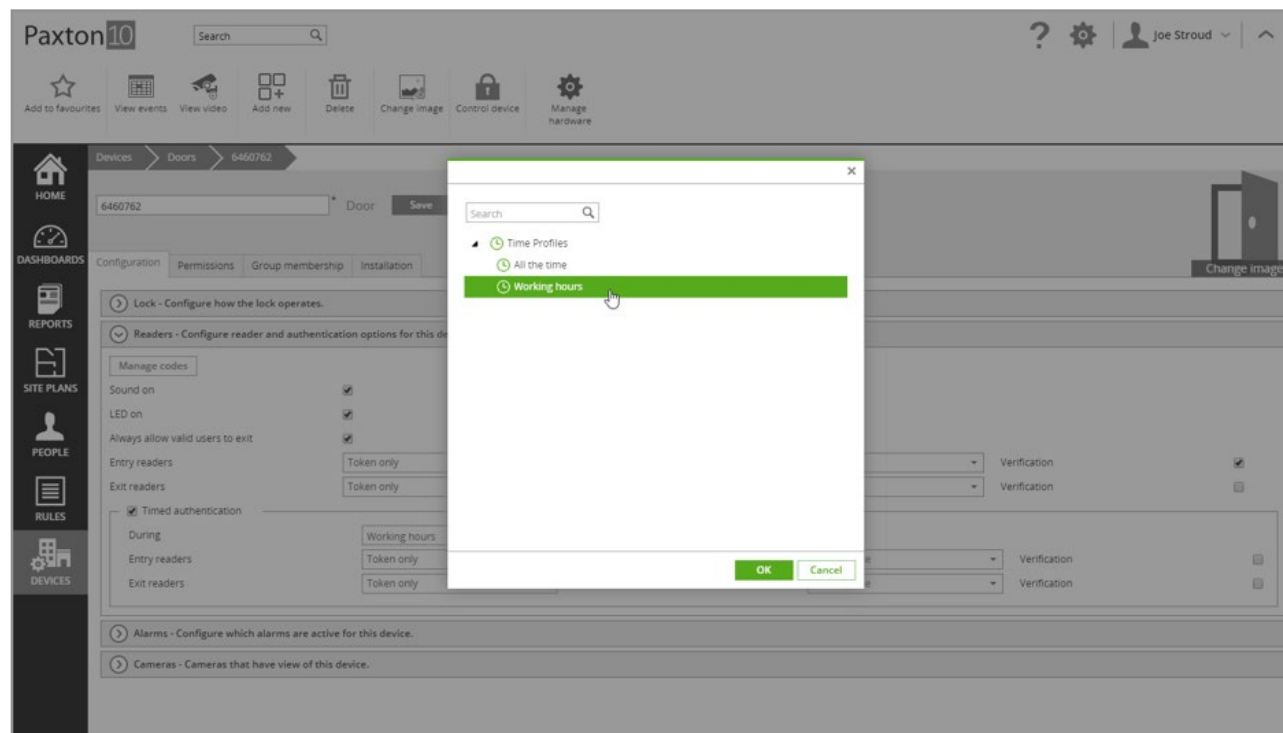 Paxton10
Search
Joe Stroud
Add to favourites
View events
View video
Add new
Delete
Change image
Control device
Manage
hardware
HOME
DASHBOARDS
REPORTS
SITE PLANS
PEOPLE
RULES
DEVICES
Devices
Doors
6460762
6460762
* Door
Save
Change image
Configuration
Permissions
Group membership
Installation
Lock - Configure how the lock operates.
Readers - Configure reader and authentication options for this
Manage codes
Sound on
LED on
Always allow valid users to exit
Entry readers
Token only
Verification
Exit readers
Token only
Verification
Timed authentication
During
Working hours
Entry readers
Token only
Verification
Exit readers
Token only
Verification
Alarms - Configure which alarms are active for this device.
Cameras - Cameras that have view of this device.
Search
Time Profiles
All the time
Working hours
OK
Cancel